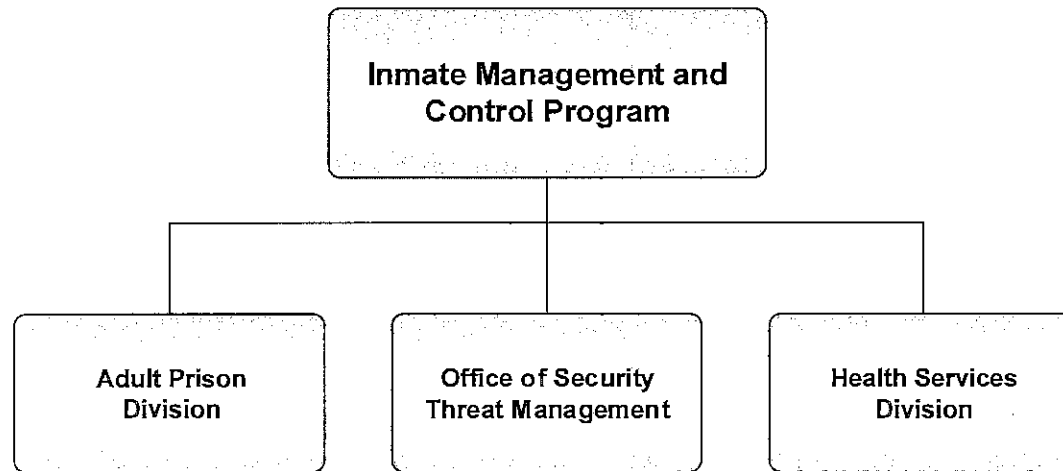 Inmate Management and
Control Program
Adult Prison
Division
Office of Security
Threat Management
Health Services
Division